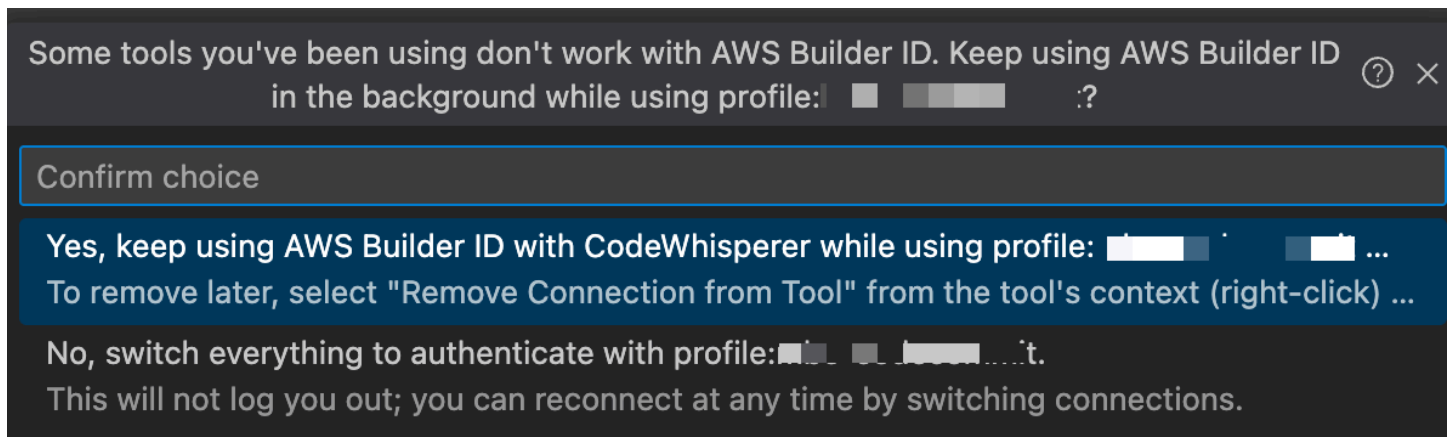 Some tools you've been using don't work with AWS Builder ID. Keep using AWS Builder ID
in the background while using profile: ?
Confirm choice
Yes, keep using AWS Builder ID with CodeWhisperer while using profile: ...
To remove later, select "Remove Connection from Tool" from the tool's context (right-click) ...
No, switch everything to authenticate with profile:
This will not log you out; you can reconnect at any time by switching connections.